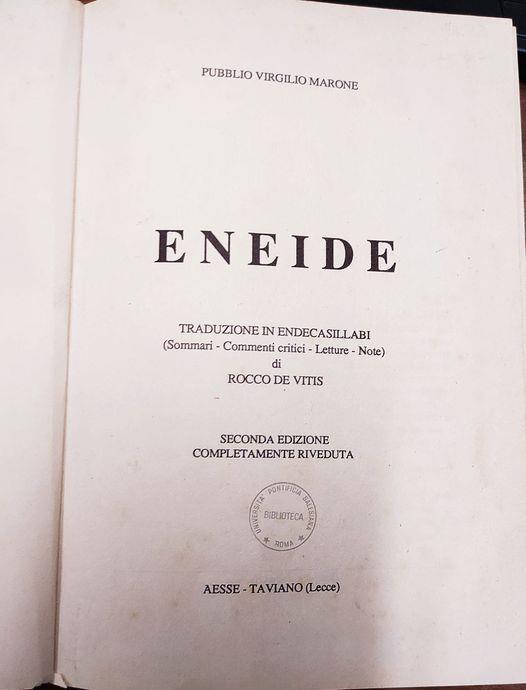 PUBBLIO VIRGILIO MARONE
ENEIDE
TRADUZIONE IN ENDECASILLABI
(Sommari - Commenti critici - Letture - Note)
di
ROCCO DE VITIS
SECONDA EDIZIONE
COMPLETAMENTE RIVEDUTA
UNIVERSITA' PONTIFICIA SALESIANA
BIBLIOTECA
★ ROMA ★
AESSE - TAVIANO (Lecce)